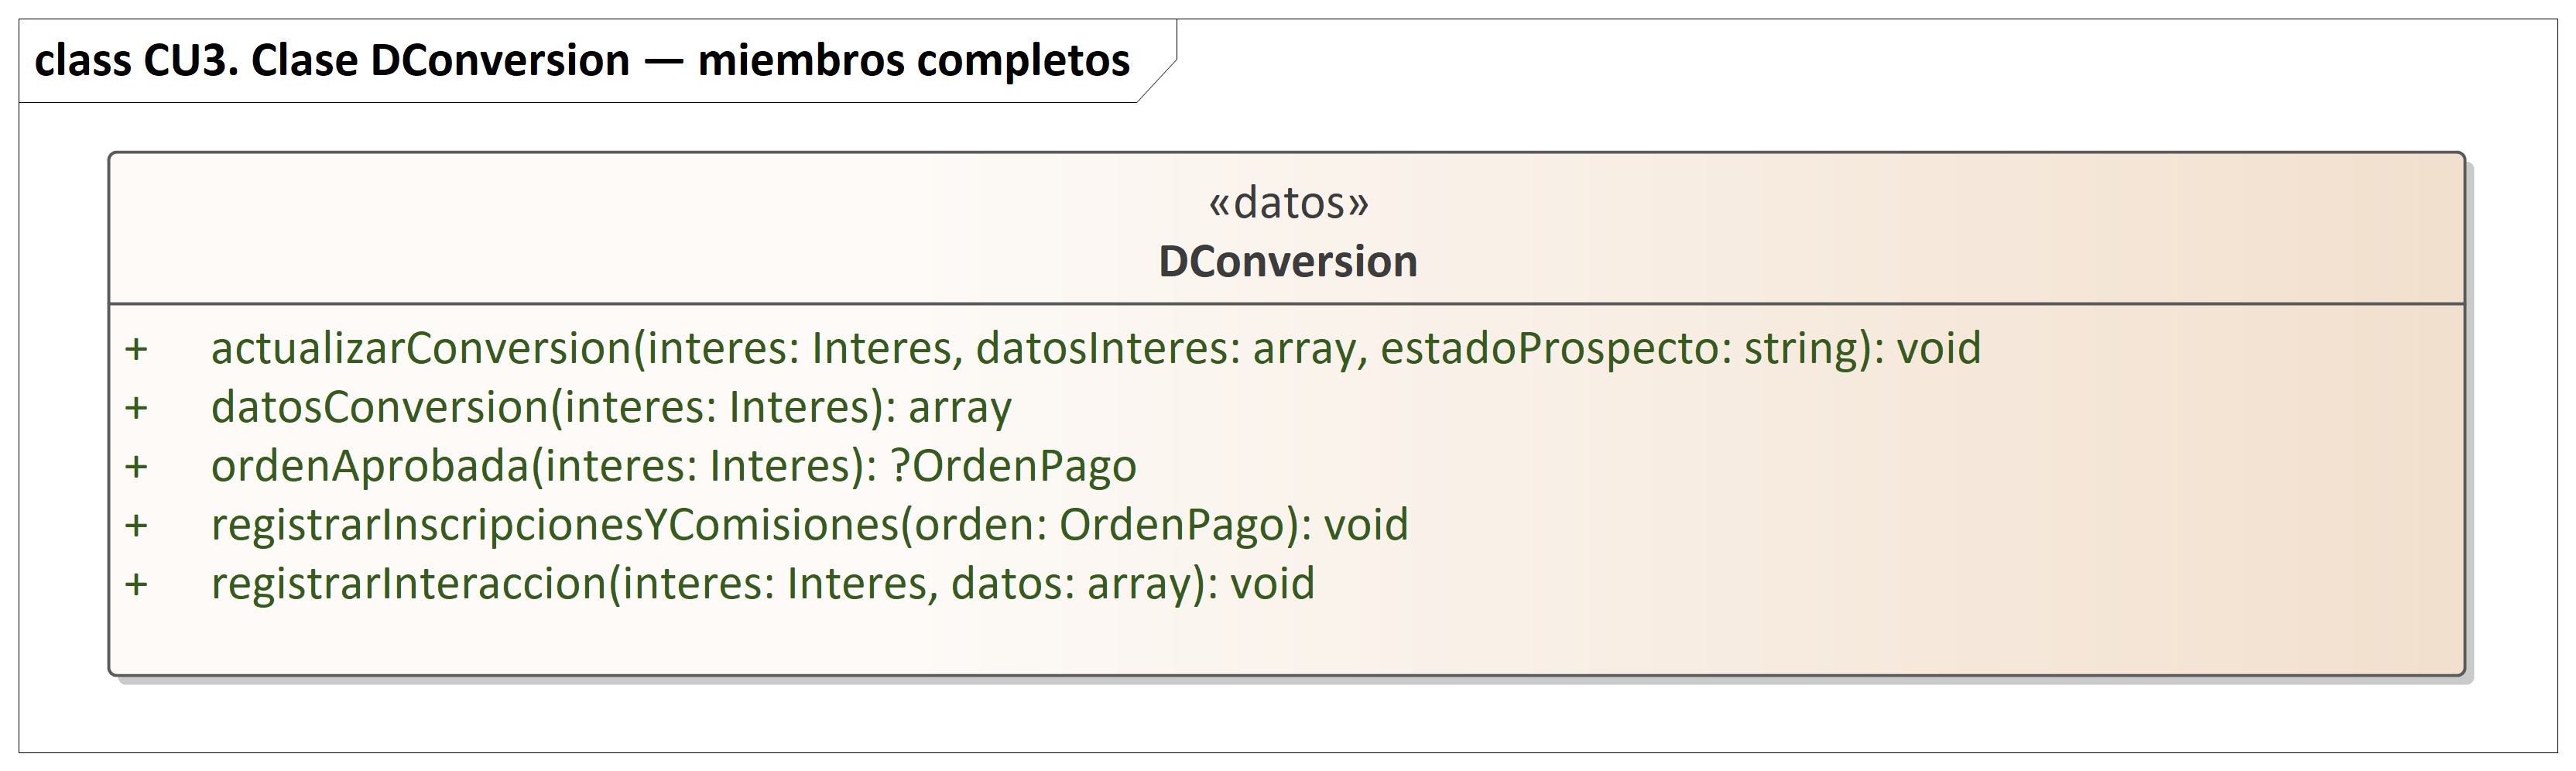 class CU3. Clase DConversion — miembros completos
«datos»
DConversion
+ actualizarConversion(interes: Interes, datosInteres: array, estadoProspecto: string): void
+ datosConversion(interes: Interes): array
+ ordenAprobada(interes: Interes): ?OrdenPago
+ registrarInscripcionesYComisiones(orden: OrdenPago): void
+ registrarInteraccion(interes: Interes, datos: array): void